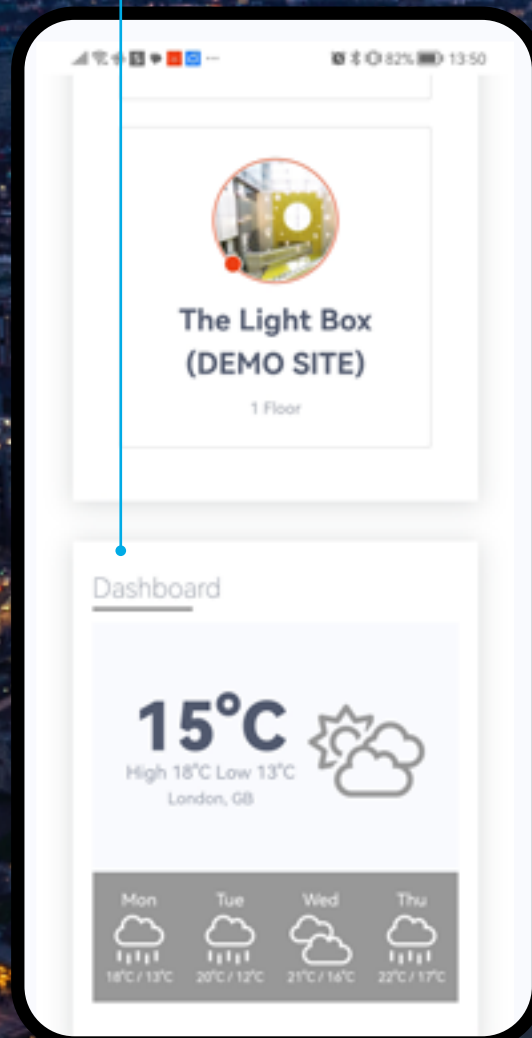 82% 13:50
The Light Box
(DEMO SITE)
1 Floor
Dashboard
15°C
High 18°C Low 13°C
London, GB
Mon Tue Wed Thu
18°C / 13°C 20°C / 12°C 21°C / 16°C 22°C / 17°C